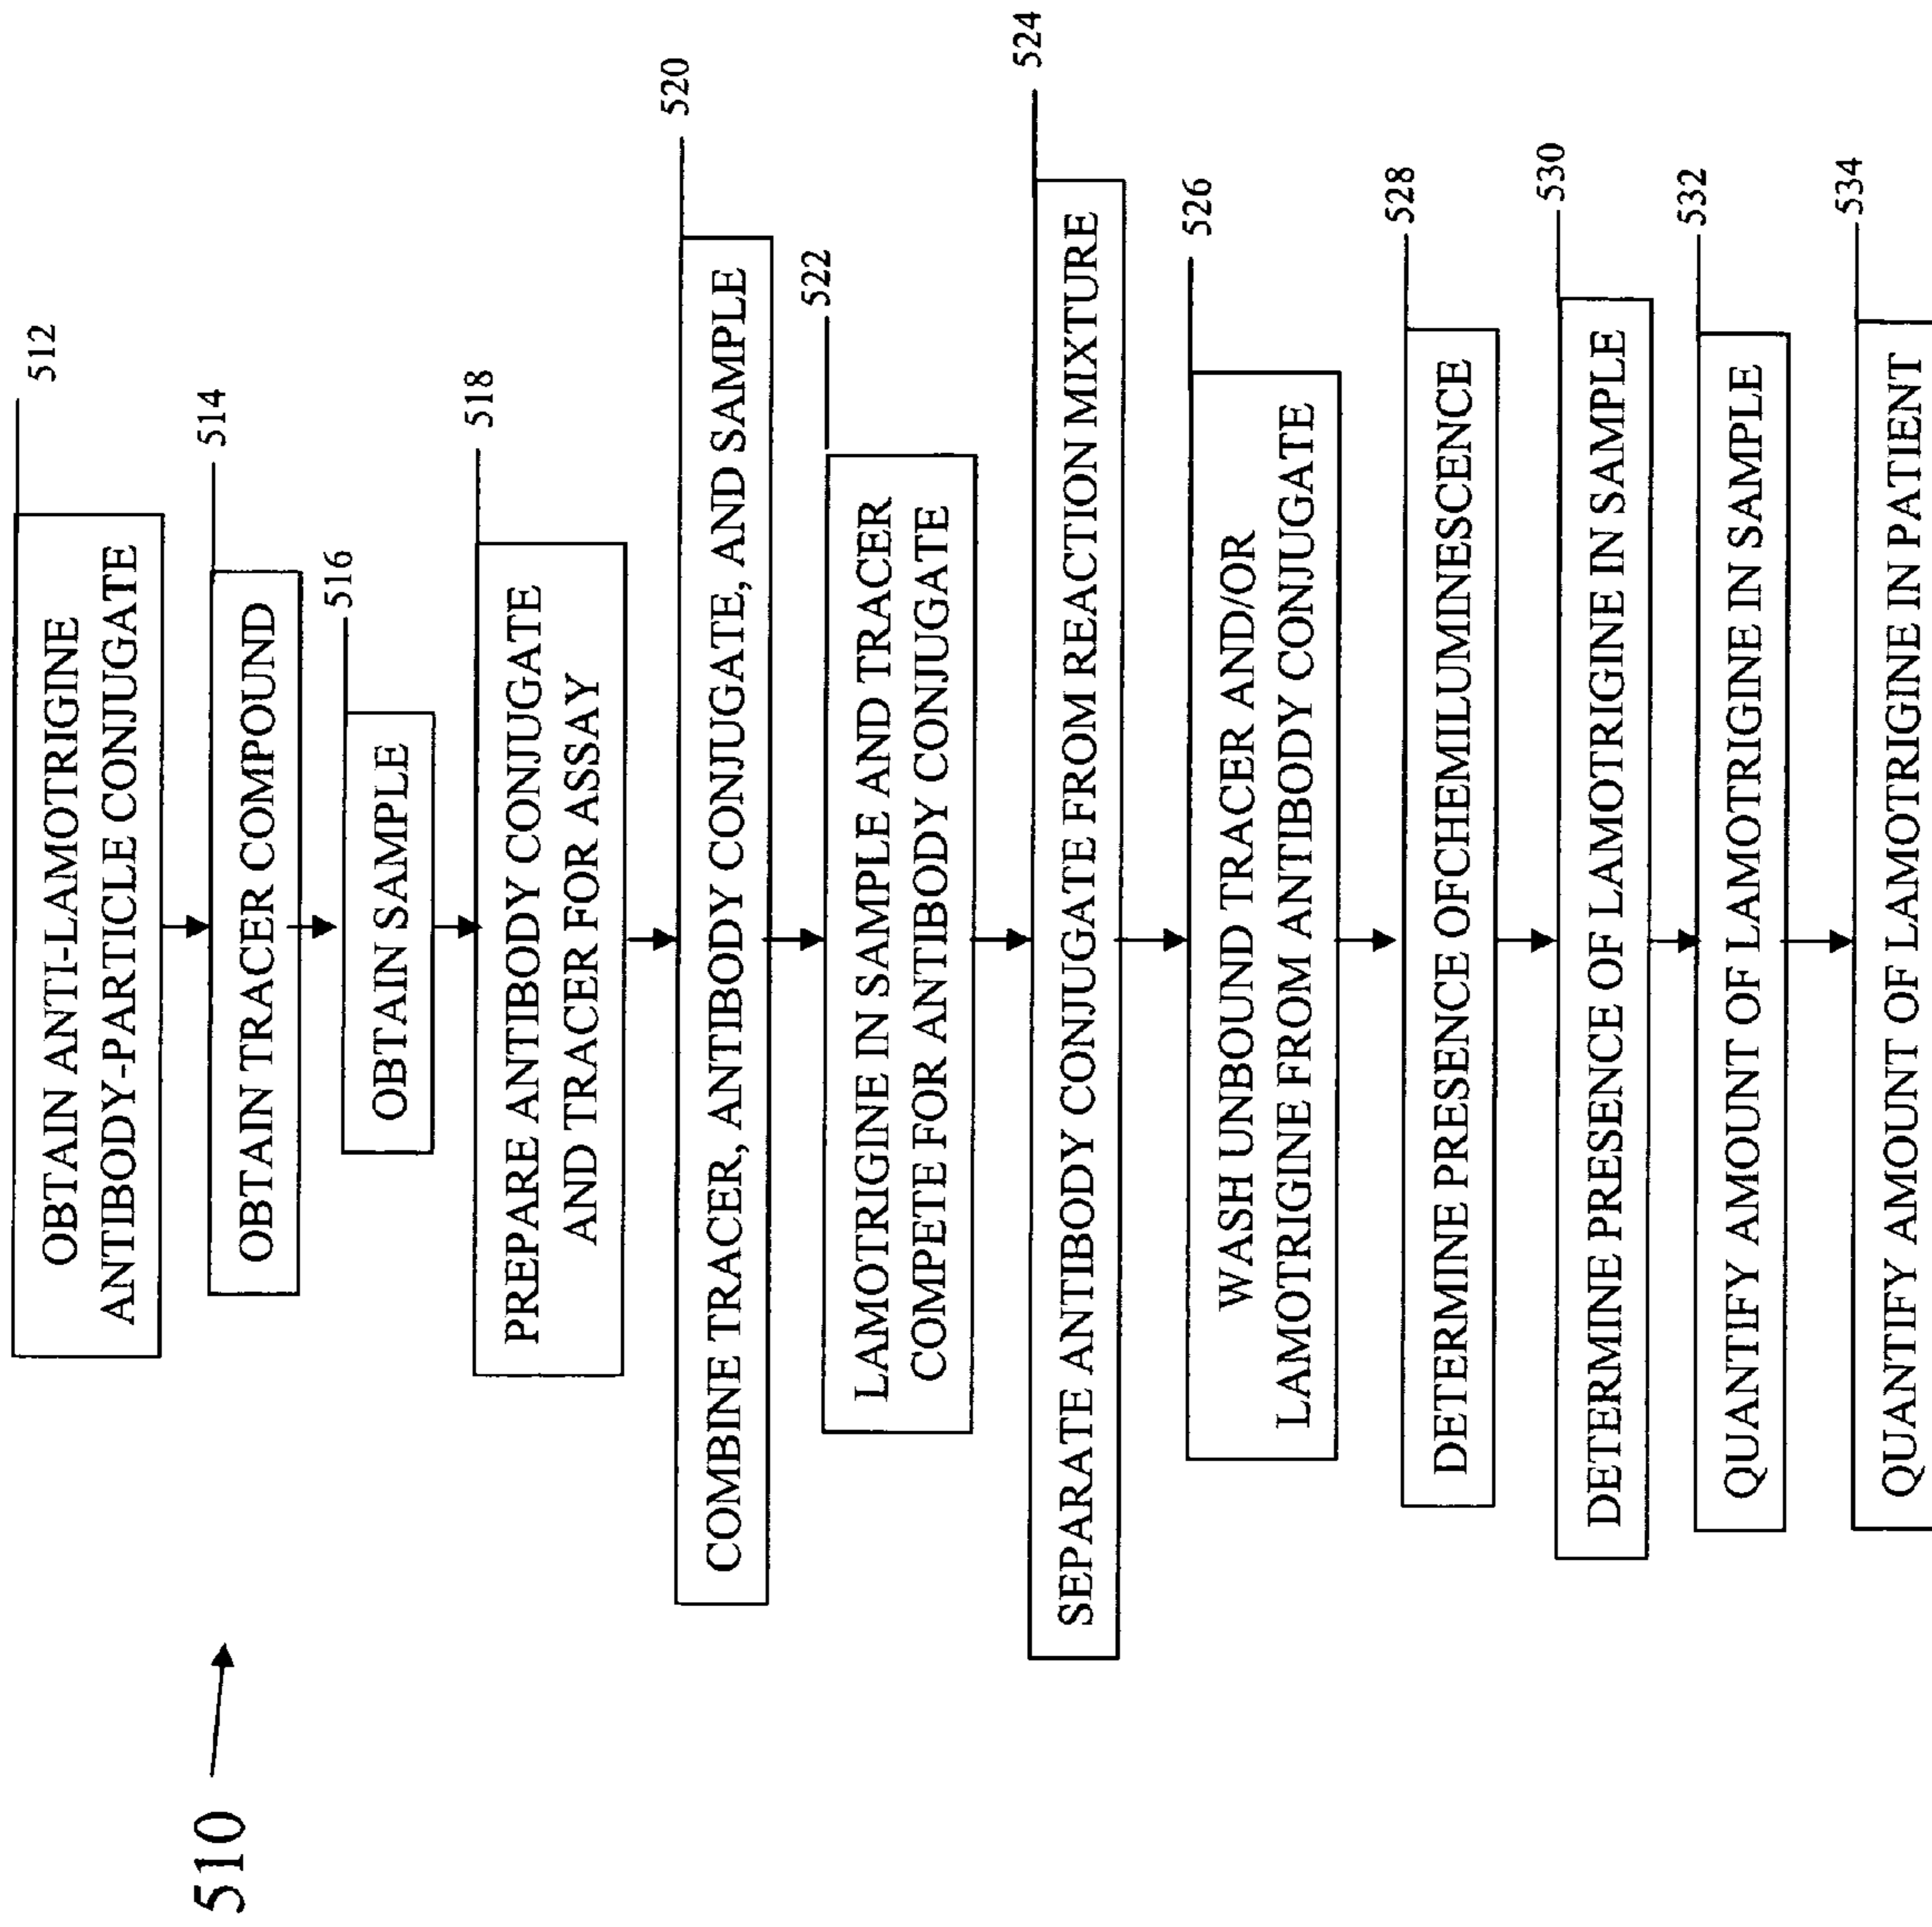 510
512
OBTAIN ANTI-LAMOTRIGINE
ANTIBODY-PARTICLE CONJUGATE
514
OBTAIN TRACER COMPOUND
516
OBTAIN SAMPLE
518
PREPARE ANTIBODY CONJUGATE
AND TRACER FOR ASSAY
520
COMBINE TRACER, ANTIBODY CONJUGATE, AND SAMPLE
522
LAMOTRIGINE IN SAMPLE AND TRACER
COMPETE FOR ANTIBODY CONJUGATE
524
SEPARATE ANTIBODY CONJUGATE FROM REACTION MIXTURE
526
WASH UNBOUND TRACER AND/OR
LAMOTRIGINE FROM ANTIBODY CONJUGATE
528
DETERMINE PRESENCE OFCHEMILUMINESCENCE
530
DETERMINE PRESENCE OF LAMOTRIGINE IN SAMPLE
532
QUANTIFY AMOUNT OF LAMOTRIGINE IN SAMPLE
534
QUANTIFY AMOUNT OF LAMOTRIGINE IN PATIENT